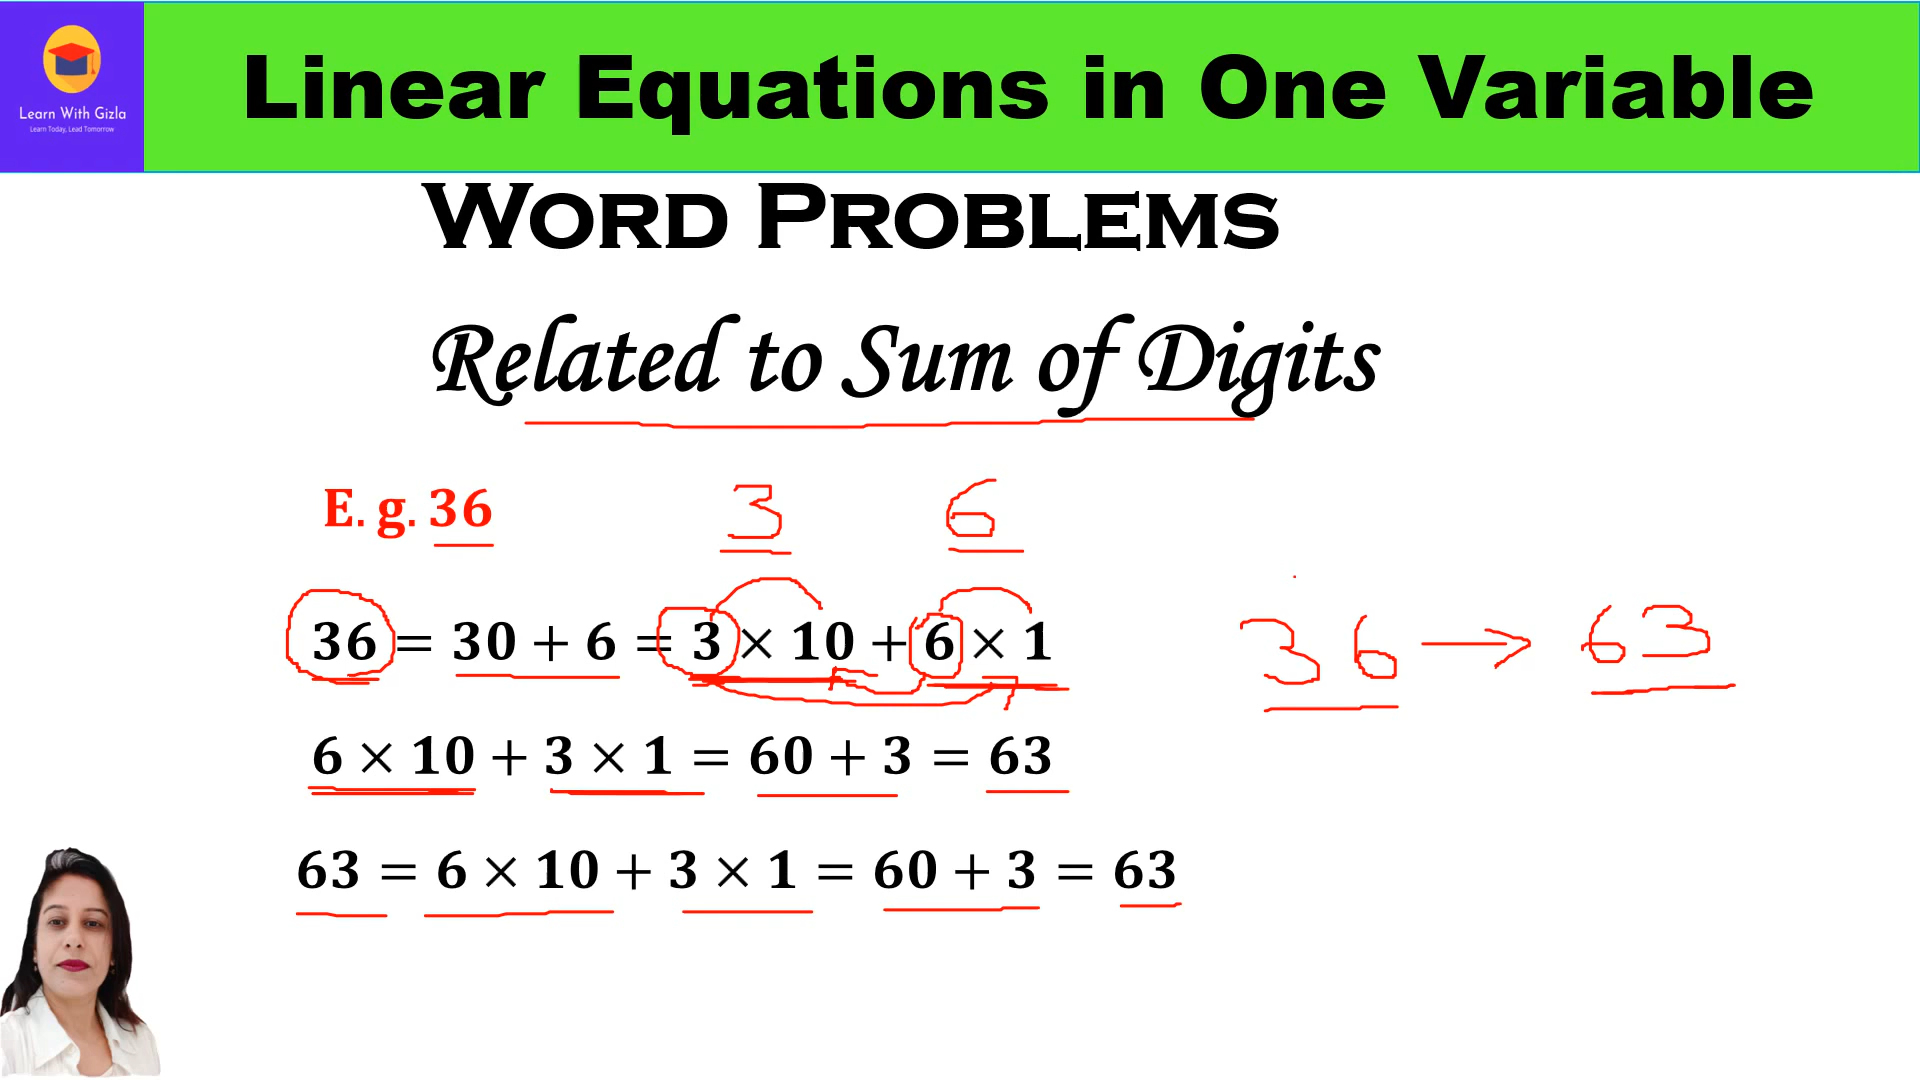 Learn With Gizla
Learn Today, Lead Tomorrow
Linear Equations in One Variable
WORD PROBLEMS
Related to Sum of Digits
E. g. 36
3 6
36 = 30 + 6 = 3 × 10 + 6 × 1
36 → 63
6 × 10 + 3 × 1 = 60 + 3 = 63
63 = 6 × 10 + 3 × 1 = 60 + 3 = 63